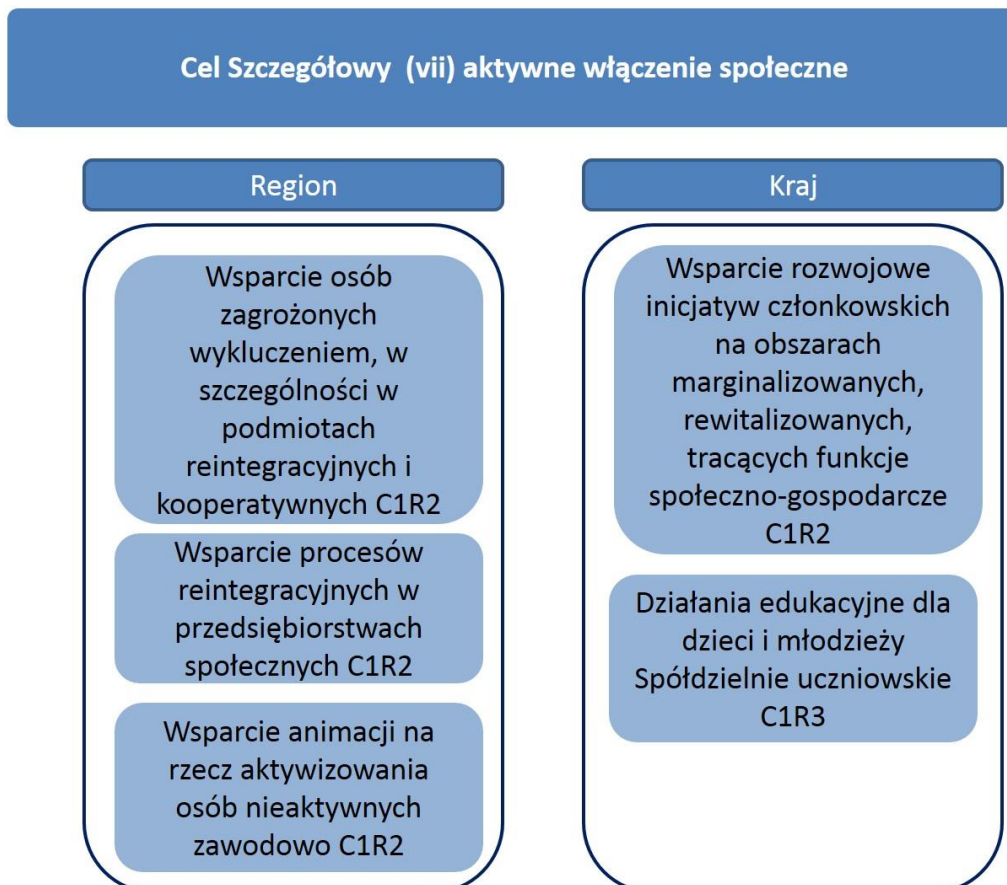 Cel Szczegółowy (vii) aktywne włączenie społeczne
Region
Wsparcie osób
zagrożonych
wykluczeniem, w
szczególności w
podmiotach
reintegracyjnych i
kooperatywnych C1R2
Wsparcie procesów
reintegracyjnych w
przedsiębiorstwach
społecznych C1R2
Wsparcie animacji na
rzecz aktywizowania
osób nieaktywnych
zawodowo C1R2
Kraj
Wsparcie rozwojowe
inicjatyw członkowskich
na obszarach
marginalizowanych,
rewitalizowanych,
tracących funkcje
społeczno-gospodarcze
C1R2
Działania edukacyjne dla
dzieci i młodzieży
Spółdzielnie uczniowskie
C1R3